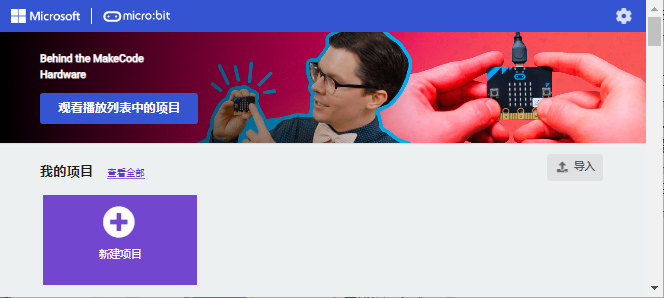 Microsoft
micro:bit
Behind the MakeCode
Hardware
观看播放列表中的项目
我的项目
查看全部
导入
新建项目